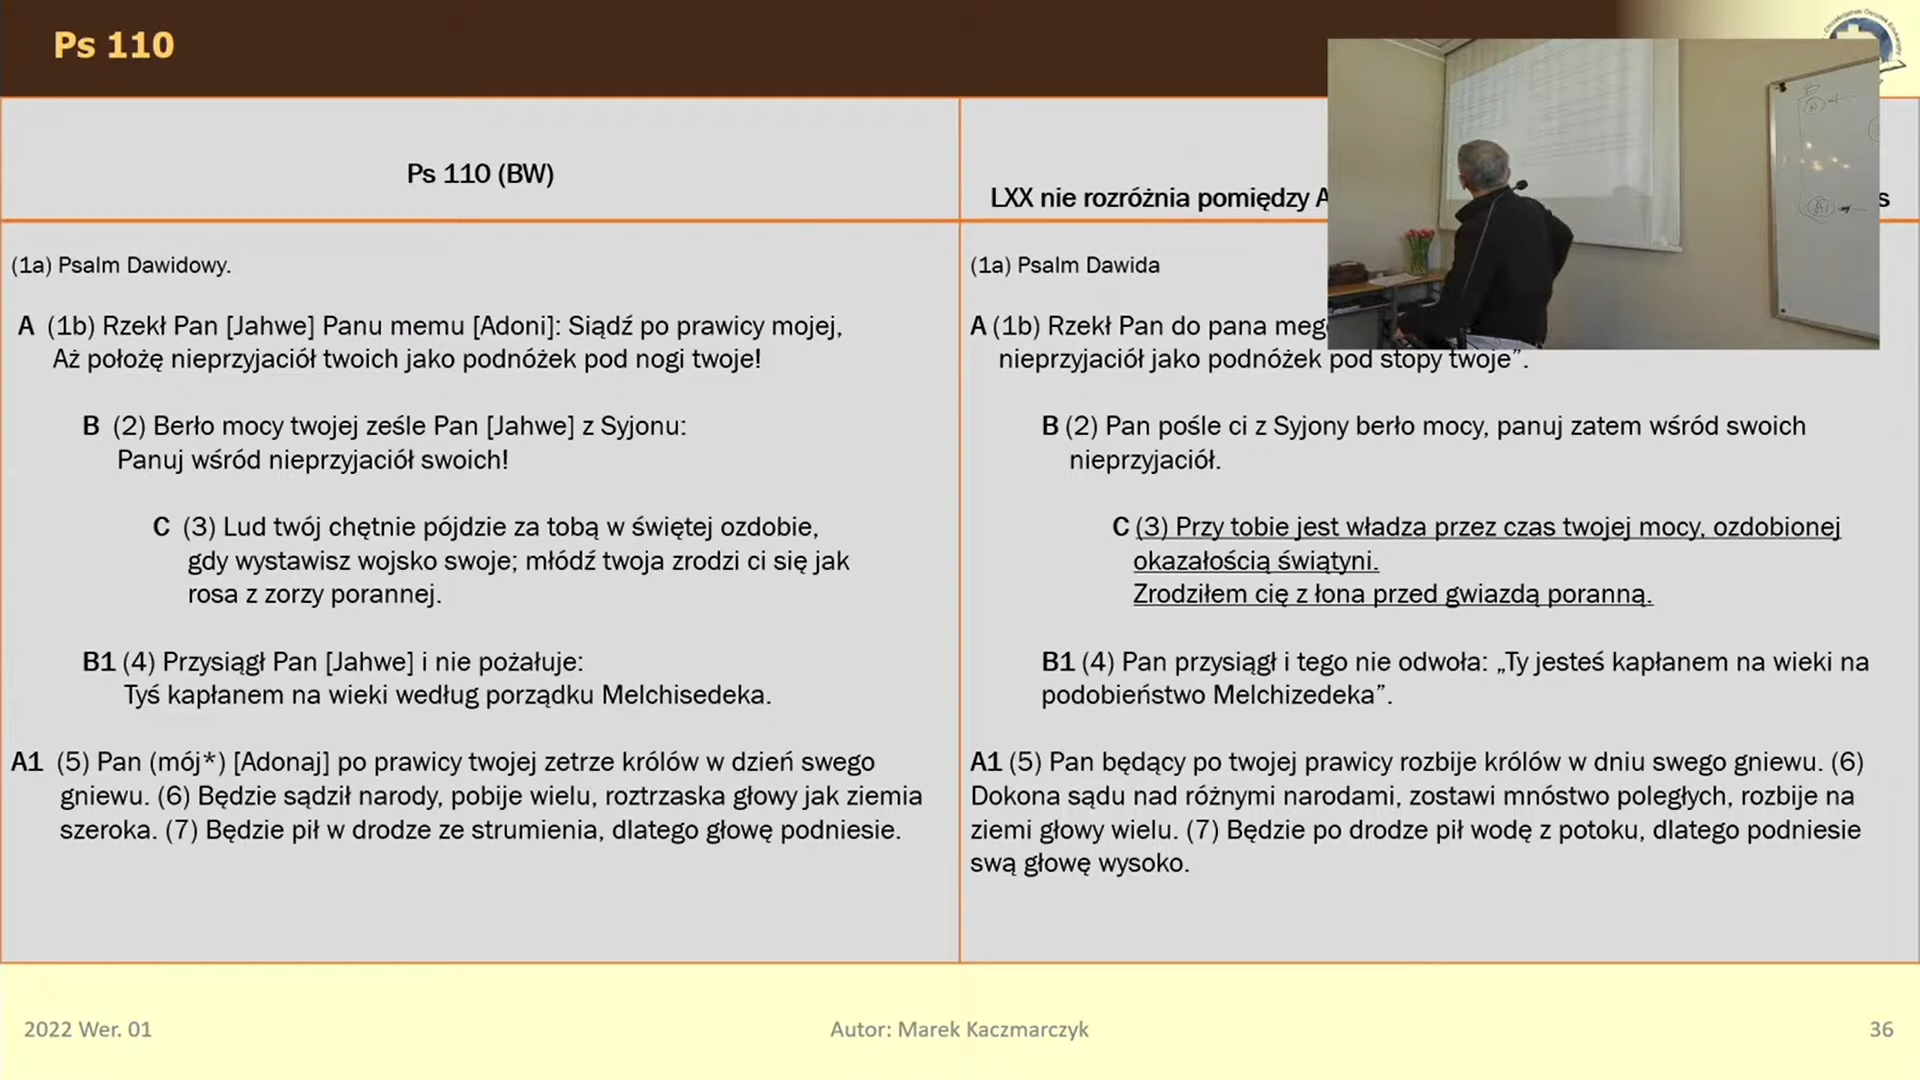 Ps 110
Ps 110 (BW)
LXX nie rozróżnia pomiędzy
(1a) Psalm Dawidowy.
A (1b) Rzekł Pan [Jahwe] Panu memu [Adoni]: Siądź po prawicy mojej,
Aż położę nieprzyjaciół twoich jako podnóżek pod nogi twoje!
B (2) Berło mocy twojej ześle Pan [Jahwe] z Syjonu:
Panuj wśród nieprzyjaciół swoich!
C (3) Lud twój chętnie pójdzie za tobą w świętej ozdobie,
gdy wystawisz wojsko swoje; młódź twoja zrodzi ci się jak
rosa z zorzy porannej.
B1 (4) Przysiągł Pan [Jahwe] i nie pożałuje:
Tyś kapłanem na wieki według porządku Melchisedeka.
A1 (5) Pan (mój*) [Adonaj] po prawicy twojej zetrze królów w dzień swego
gniewu. (6) Będzie sądził narody, pobije wielu, roztrzaska głowy jak ziemia
szeroka. (7) Będzie pił w drodze ze strumienia, dlatego głowę podniesie.
(1a) Psalm Dawida
A (1b) Rzekł Pan do pana
nieprzyjaciół jako podnóżek pod stopy twoje”.
B (2) Pan pośle ci z Syjony berło mocy, panuj zatem wśród swoich
nieprzyjaciół.
C (3) Przy tobie jest władza przez czas twojej mocy, ozdobionej
okazałością świątyni.
Zrodziłem cię z łona przed gwiazdą poranną.
B1 (4) Pan przysiągł i tego nie odwoła: „Ty jesteś kapłanem na wieki na
podobieństwo Melchizedeka”.
A1 (5) Pan będący po twojej prawicy rozbije królów w dniu swego gniewu. (6)
Dokona sądu nad różnymi narodami, zostawi mnóstwo poległych, rozbije na
ziemi głowy wielu. (7) Będzie po drodze pił wodę z potoku, dlatego podniesie
swą głowę wysoko.
2022 Wer. 01
Autor: Marek Kaczmarczyk
36